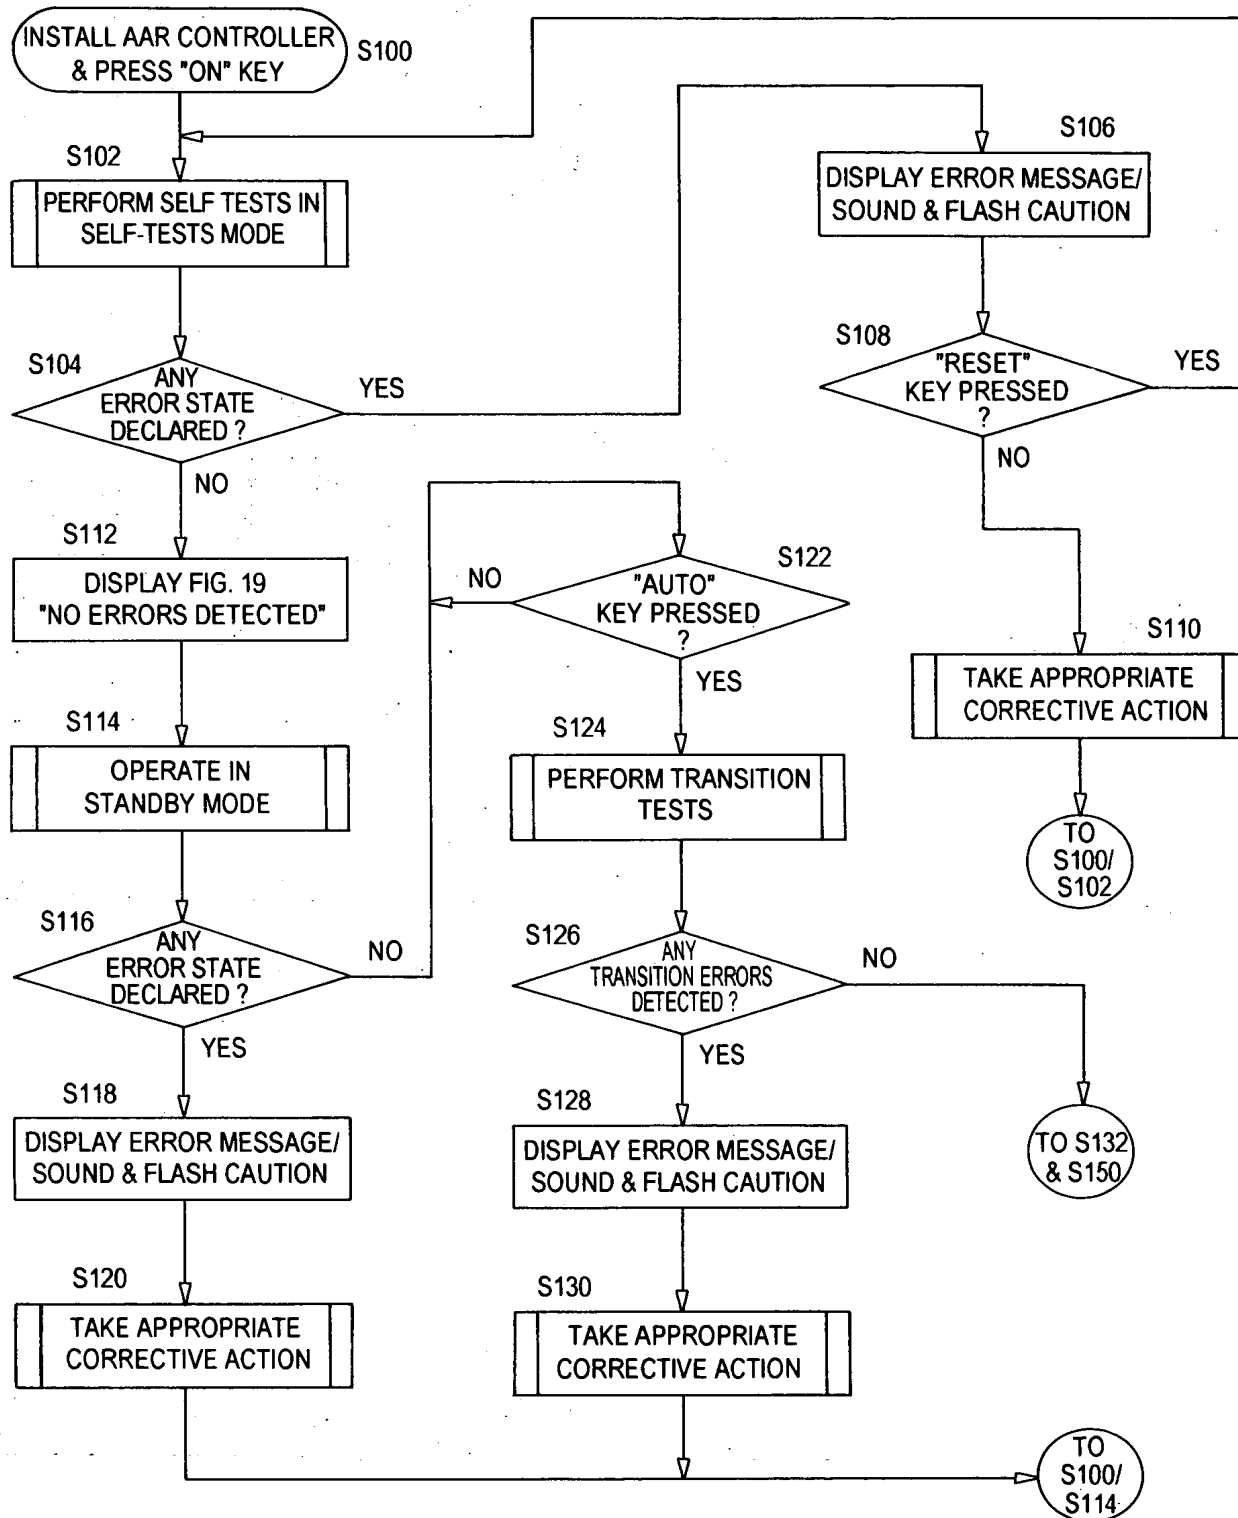 INSTALL AAR CONTROLLER
& PRESS "ON" KEY
S100
S102
PERFORM SELF TESTS IN
SELF-TESTS MODE
S104
ANY
ERROR STATE
DECLARED ?
YES
NO
S106
DISPLAY ERROR MESSAGE/
SOUND & FLASH CAUTION
S108
"RESET"
KEY PRESSED
?
YES
NO
S110
TAKE APPROPRIATE
CORRECTIVE ACTION
TO
S100/
S102
S112
DISPLAY FIG. 19
"NO ERRORS DETECTED"
S114
OPERATE IN
STANDBY MODE
S116
ANY
ERROR STATE
DECLARED ?
NO
YES
S118
DISPLAY ERROR MESSAGE/
SOUND & FLASH CAUTION
S120
TAKE APPROPRIATE
CORRECTIVE ACTION
S122
"AUTO"
KEY PRESSED
?
NO
YES
S124
PERFORM TRANSITION
TESTS
S126
ANY
TRANSITION ERRORS
DETECTED ?
NO
YES
TO S132
& S150
S128
DISPLAY ERROR MESSAGE/
SOUND & FLASH CAUTION
S130
TAKE APPROPRIATE
CORRECTIVE ACTION
TO
S100/
S114